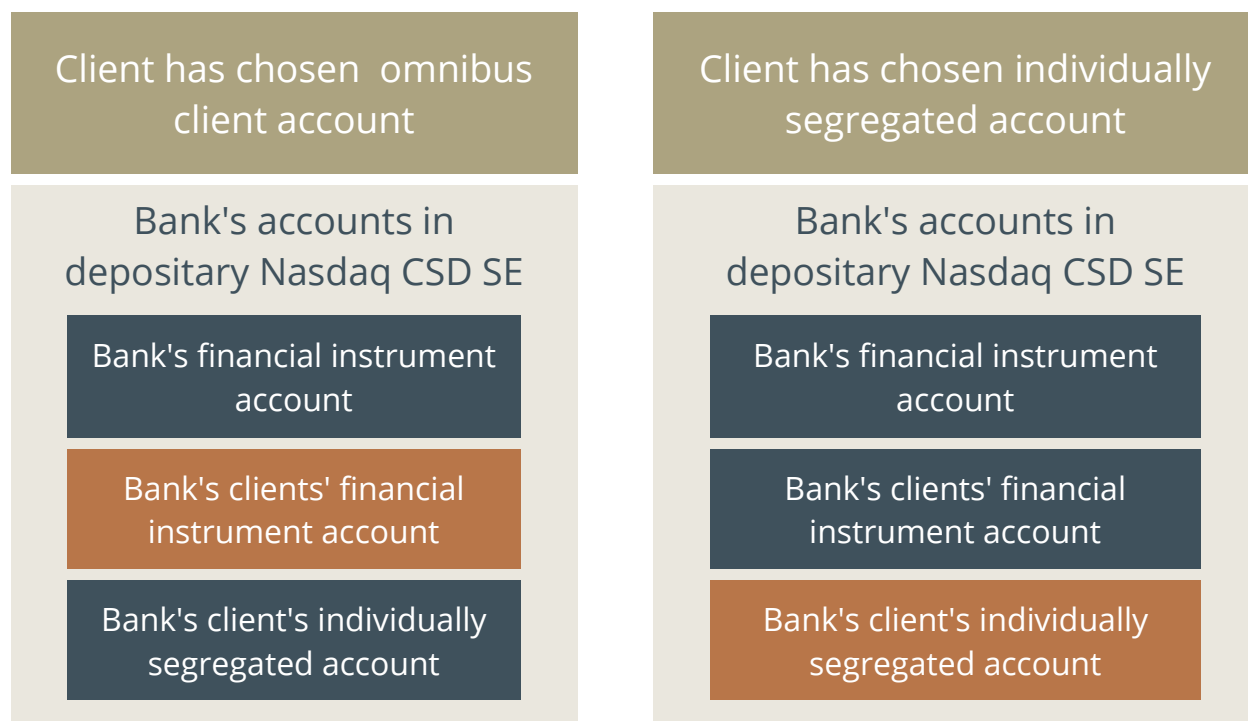 Client has chosen  omnibus
client account
Bank's accounts in
depositary Nasdaq CSD SE
Bank's financial instrument
account
Bank's clients' financial
instrument account
Bank's client's individually
segregated account
Client has chosen individually
segregated account
Bank's accounts in
depositary Nasdaq CSD SE
Bank's financial instrument
account
Bank's clients' financial
instrument account
Bank's client's individually
segregated account